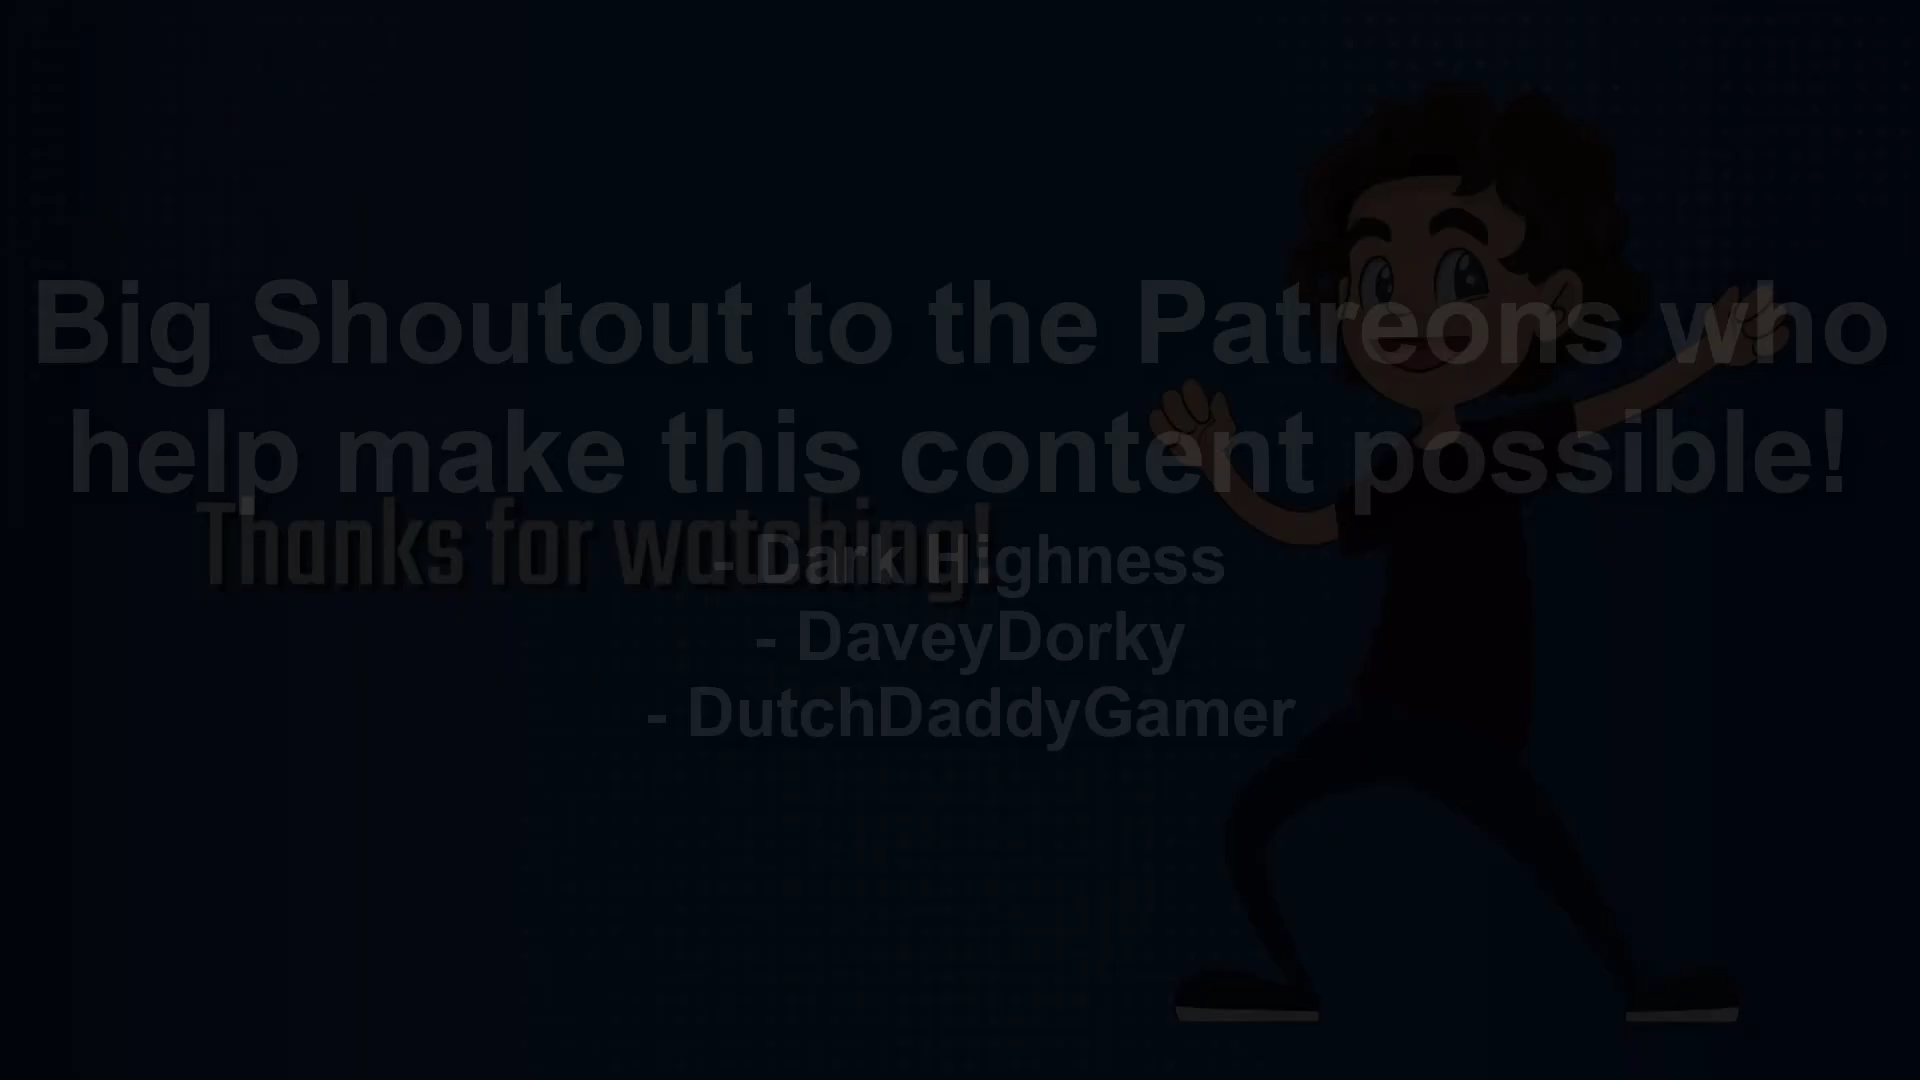 Big Shoutout to the Patreons who
help make this content possible!
Thanks for watching!
- Dark Highness
- DaveyDorky
- DutchDaddyGamer